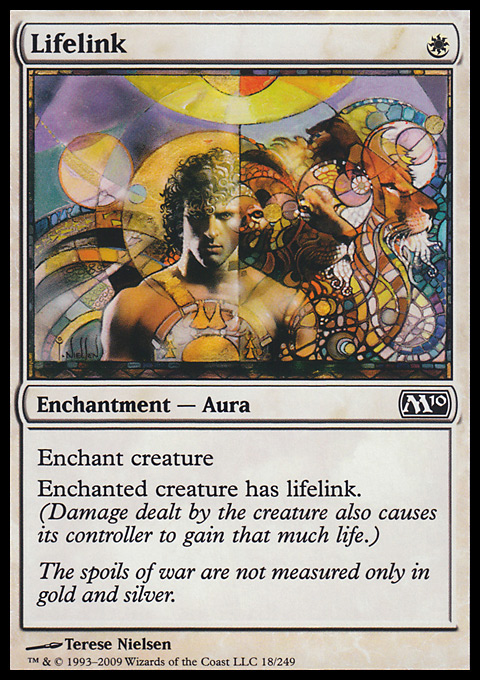 Lifelink
T. NIELSEN
Enchantment — Aura
M10
Enchant creature
Enchanted creature has lifelink.
(Damage dealt by the creature also causes
its controller to gain that much life.)
The spoils of war are not measured only in
gold and silver.
Terese Nielsen
™ & © 1993–2009 Wizards of the Coast LLC 18/249